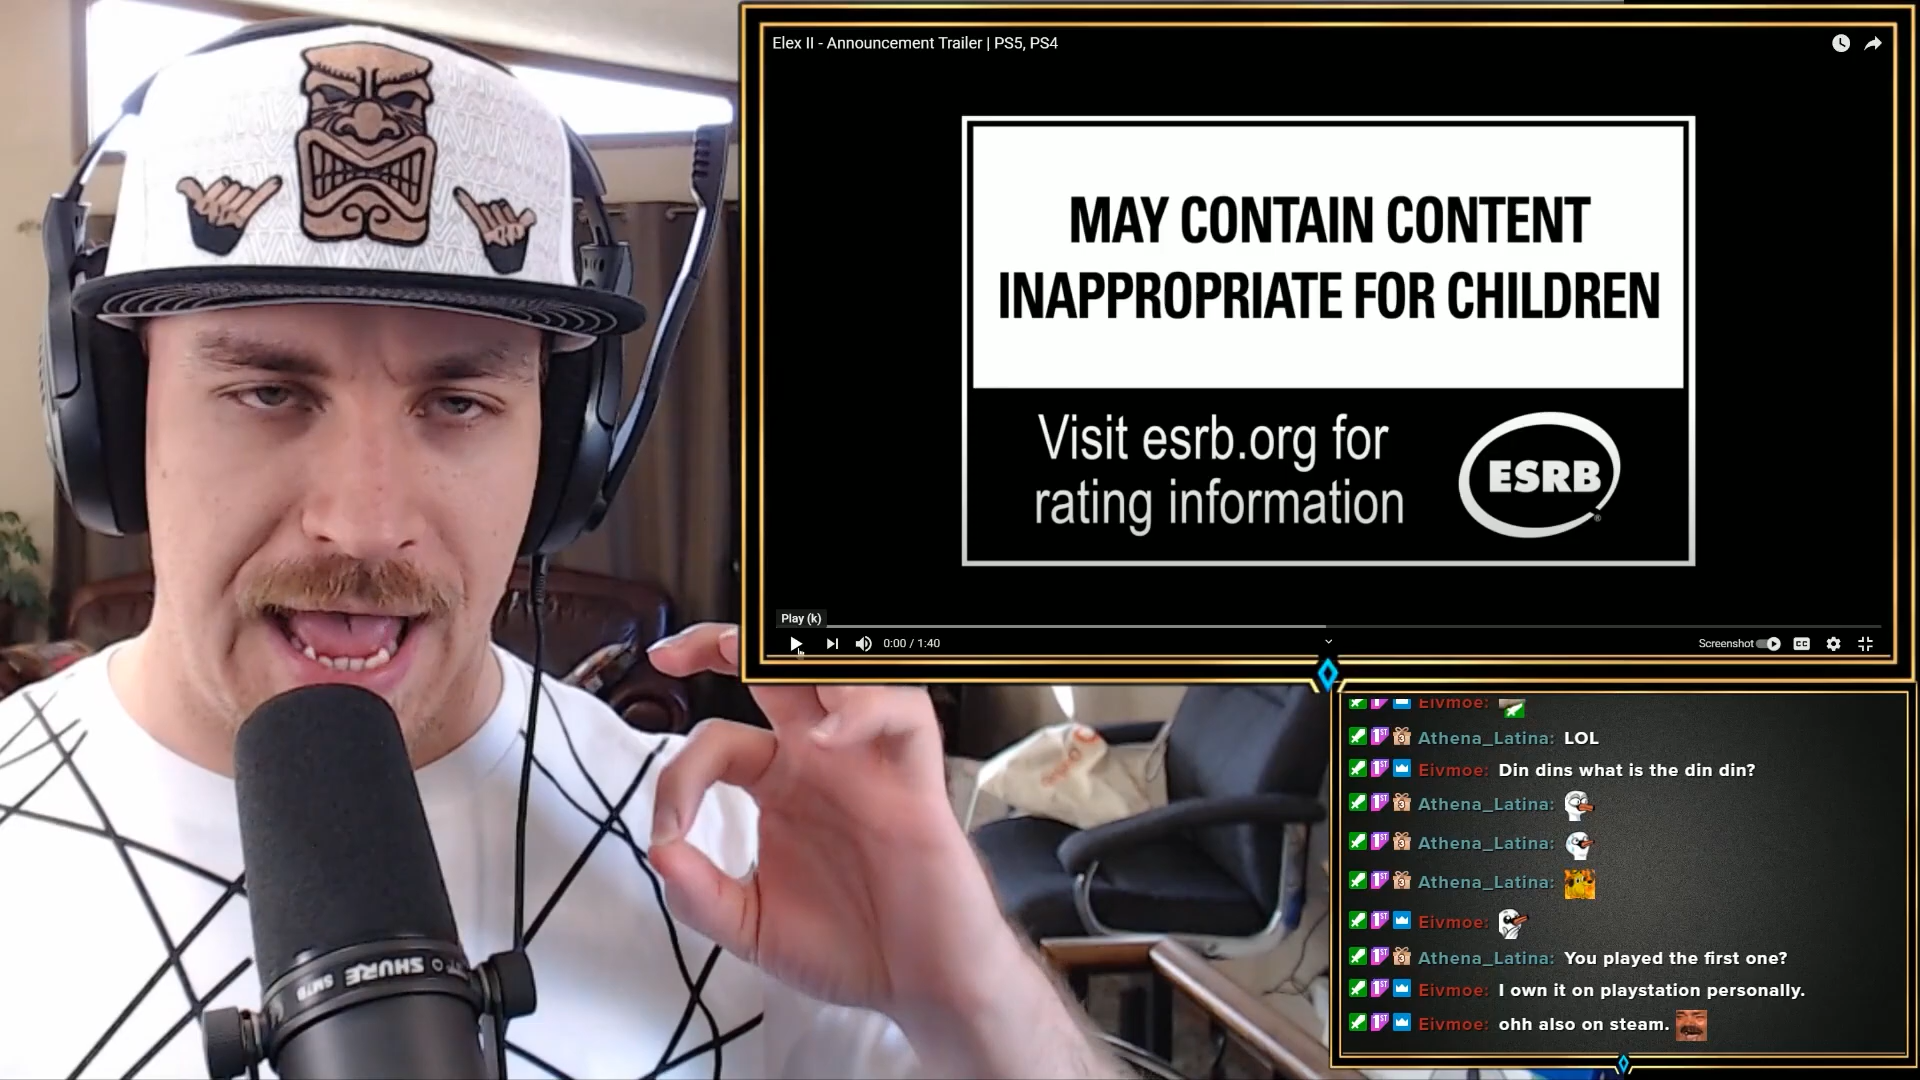 Elex II - Announcement Trailer | PS5, PS4
MAY CONTAIN CONTENT
INAPPROPRIATE FOR CHILDREN
Visit esrb.org for
rating information
ESRB
®
Play (k)
0:00 / 1:40
Screenshot
CC
Eivmoe:
Athena_Latina: LOL
Eivmoe: Din dins what is the din din?
Athena_Latina:
Athena_Latina:
Athena_Latina:
Eivmoe:
Athena_Latina: You played the first one?
Eivmoe: I own it on playstation personally.
Eivmoe: ohh also on steam.
SHURE
SM7B